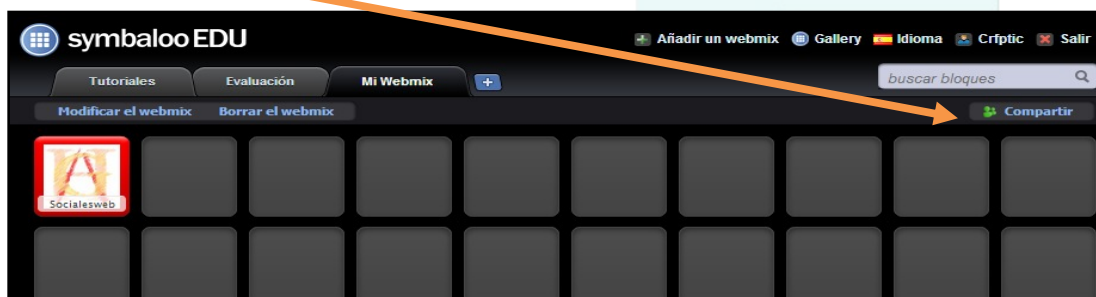 symbaloo EDU
Añadir un webmix Gallery Idioma Crfptic Salir
Tutoriales Evaluación Mi Webmix + buscar bloques
Modificar el webmix Borrar el webmix Compartir
Socialesweb